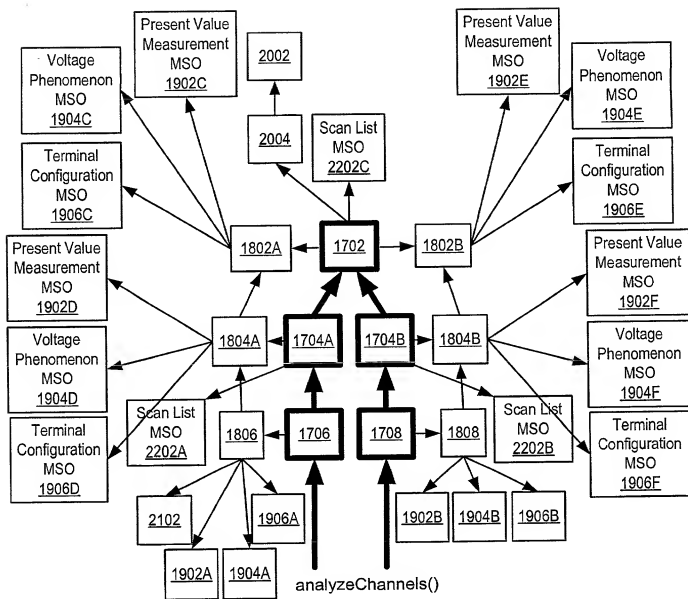 Present Value
Measurement
MSO
1902C
2002
Present Value
Measurement
MSO
1902E
Voltage
Phenomenon
MSO
1904C
Voltage
Phenomenon
MSO
1904E
2004
Scan List
MSO
2202C
Terminal
Configuration
MSO
1906C
Terminal
Configuration
MSO
1906E
1802A
1702
1802B
Present Value
Measurement
MSO
1902D
Present Value
Measurement
MSO
1902F
1804A
1704A
1704B
1804B
Voltage
Phenomenon
MSO
1904D
Voltage
Phenomenon
MSO
1904F
Scan List
MSO
2202A
1806
1706
1708
1808
Scan List
MSO
2202B
Terminal
Configuration
MSO
1906D
Terminal
Configuration
MSO
1906F
2102
1906A
1902B
1904B
1906B
1902A
1904A
analyzeChannels()